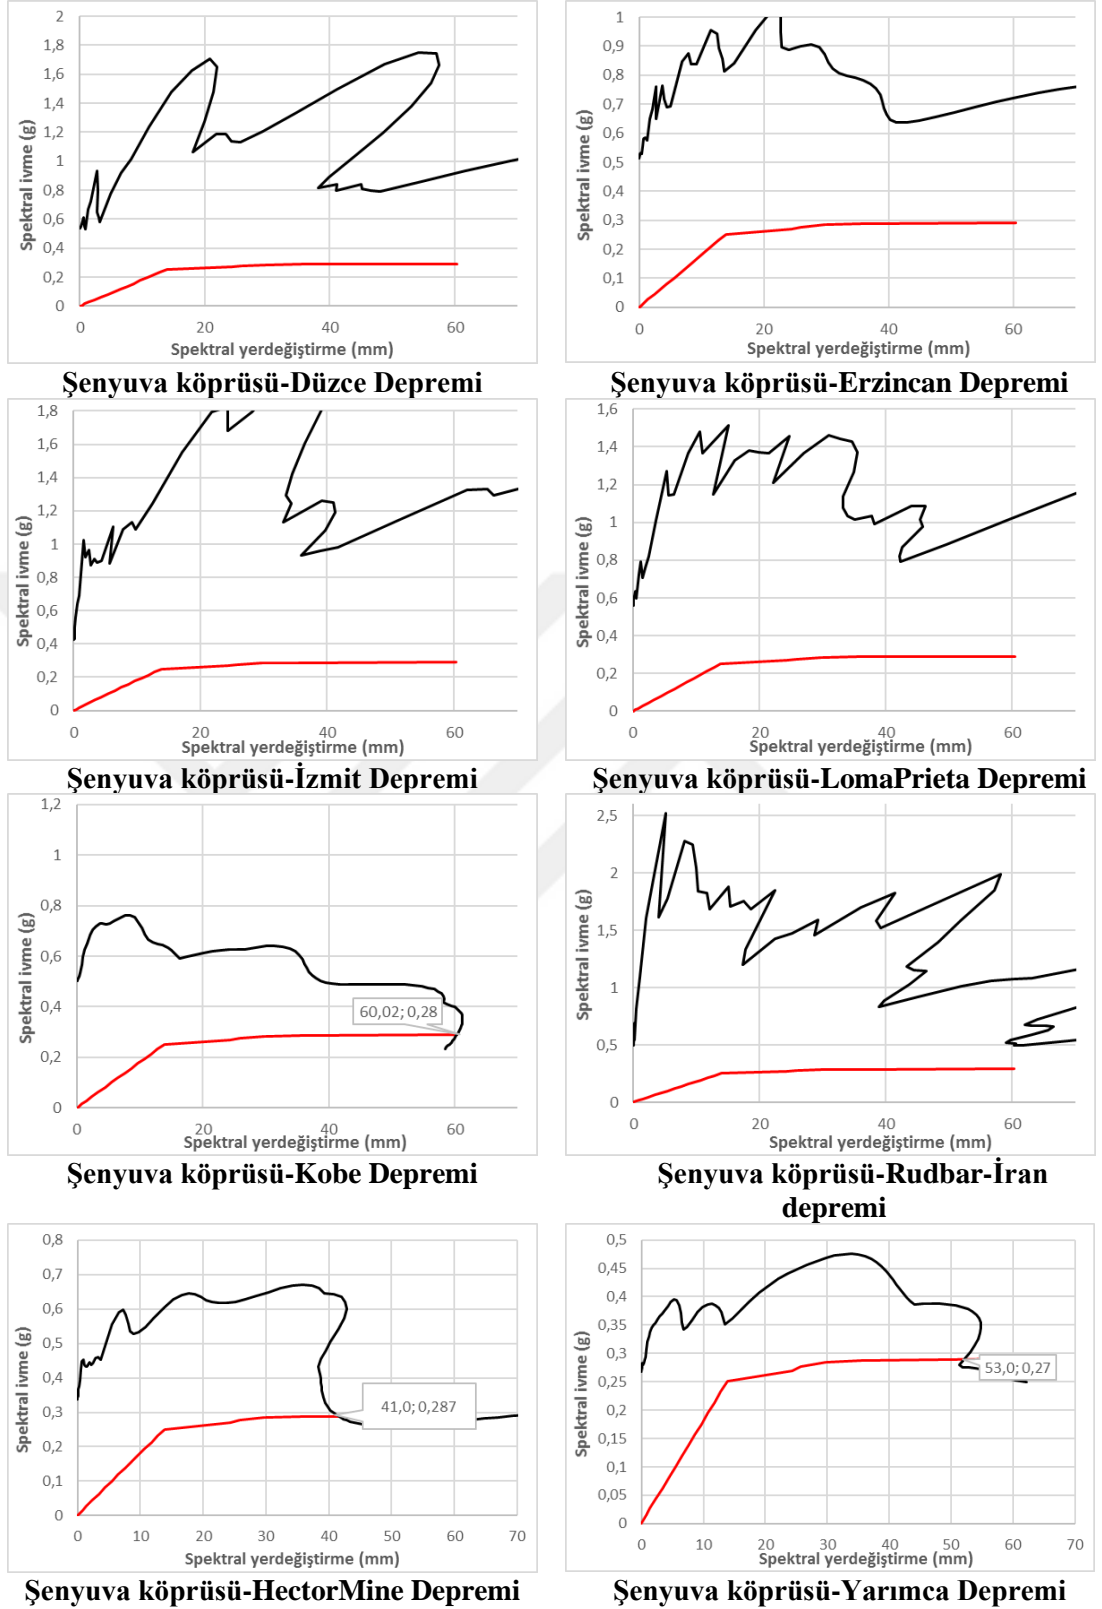 2
1,8
1,6
1,4
1,2
1
0,8
0,6
0,4
0,2
0
0 20 40 60
Spektral ivme (g)
Spektral yerdeğiştirme (mm)
Şenyuva köprüsü-Düzce Depremi
1
0,9
0,8
0,7
0,6
0,5
0,4
0,3
0,2
0,1
0
0 20 40 60
Spektral ivme (g)
Spektral yerdeğiştirme (mm)
Şenyuva köprüsü-Erzincan Depremi
1,8
1,6
1,4
1,2
1
0,8
0,6
0,4
0,2
0
0 20 40 60
Spektral ivme (g)
Spektral yerdeğiştirme (mm)
Şenyuva köprüsü-İzmit Depremi
1,6
1,4
1,2
1
0,8
0,6
0,4
0,2
0
0 20 40 60
Spektral ivme (g)
Spektral yerdeğiştirme (mm)
Şenyuva köprüsü-LomaPrieta Depremi
1,2
1
0,8
0,6
0,4
0,2
0
0 20 40 60
Spektral ivme (g)
60,02; 0,28
Spektral yerdeğiştirme (mm)
Şenyuva köprüsü-Kobe Depremi
2,5
2
1,5
1
0,5
0
0 20 40 60
Spektral ivme (g)
Spektral yerdeğiştirme (mm)
Şenyuva köprüsü-Rudbar-İran
depremi
0,8
0,7
0,6
0,5
0,4
0,3
0,2
0,1
0
0 10 20 30 40 50 60 70
Spektral ivme (g)
41,0; 0,287
Spektral yerdeğiştirme (mm)
Şenyuva köprüsü-HectorMine Depremi
0,5
0,45
0,4
0,35
0,3
0,25
0,2
0,15
0,1
0,05
0
0 10 20 30 40 50 60 70
Spektral ivme (g)
53,0; 0,27
Spektral yerdeğiştirme (mm)
Şenyuva köprüsü-Yarımca Depremi